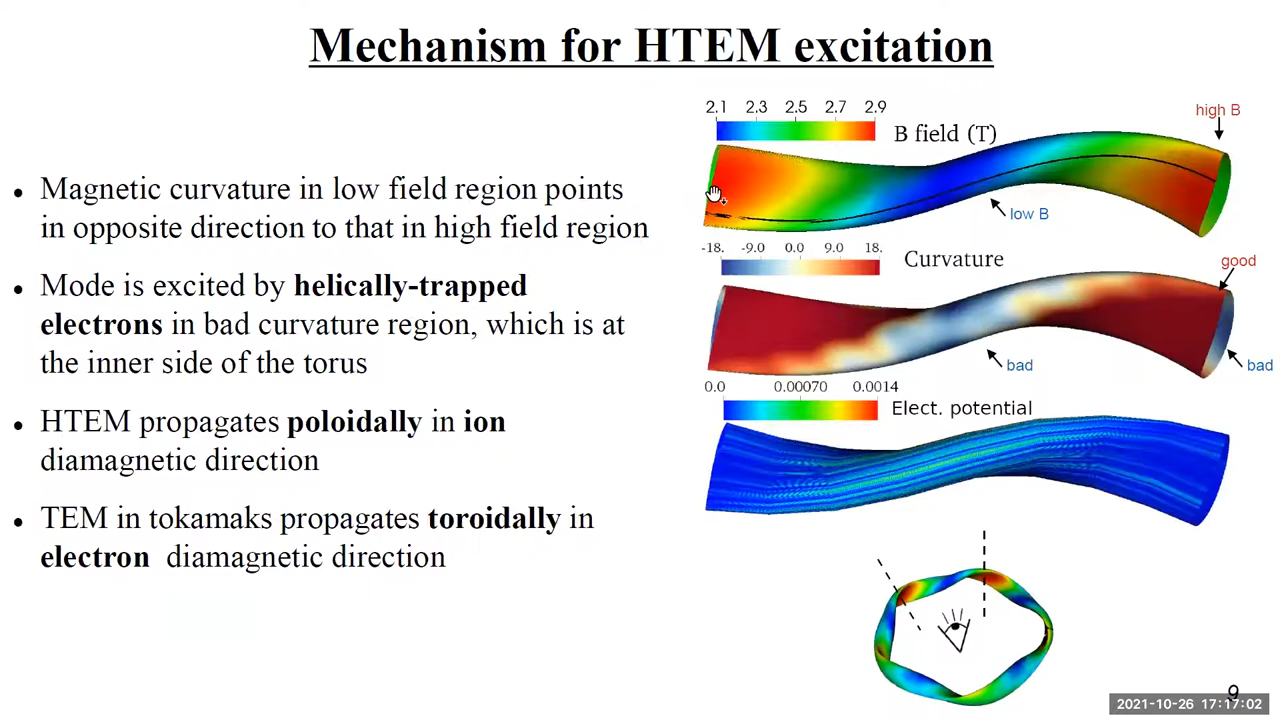 Mechanism for HTEM excitation
Magnetic curvature in low field region points
in opposite direction to that in high field region
Mode is excited by helically-trapped
electrons in bad curvature region, which is at
the inner side of the torus
HTEM propagates poloidally in ion
diamagnetic direction
TEM in tokamaks propagates toroidally in
electron diamagnetic direction
2.1 2.3 2.5 2.7 2.9
B field (T)
high B
low B
-18. -9.0 0.0 9.0 18.
Curvature
good
bad
bad
0.0 0.00070 0.0014
Elect. potential
9
2021-10-26 17:17:02